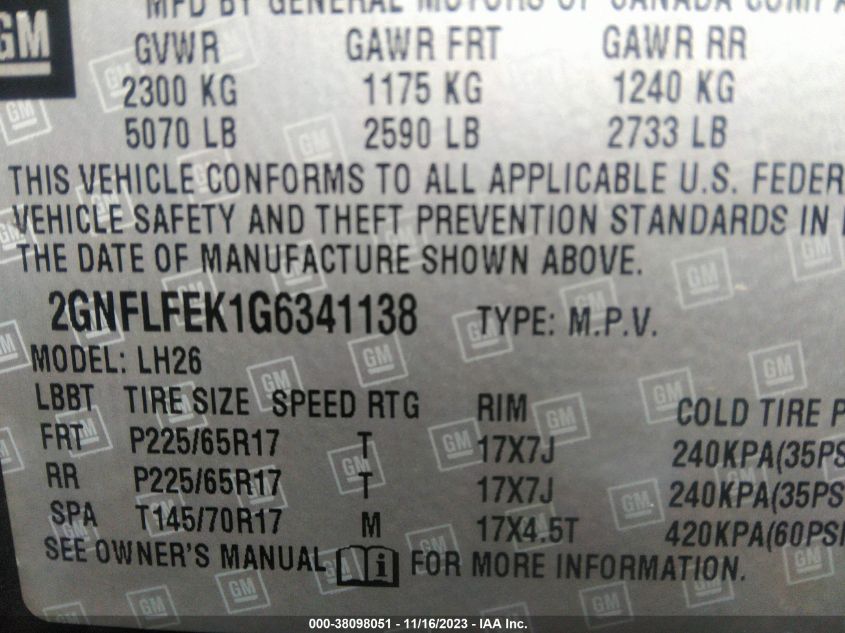 GM MFD BY GENERAL MOTORS OF CANADA COMPA
GVWR GAWR FRT GAWR RR
2300 KG 1175 KG 1240 KG
5070 LB 2590 LB 2733 LB
THIS VEHICLE CONFORMS TO ALL APPLICABLE U.S. FEDER
VEHICLE SAFETY AND THEFT PREVENTION STANDARDS IN
THE DATE OF MANUFACTURE SHOWN ABOVE.
2GNFLFEK1G6341138 TYPE: M.P.V.
MODEL: LH26
LBBT TIRE SIZE SPEED RTG RIM COLD TIRE P
FRT P225/65R17 T 17X7J 240KPA(35PS
RR P225/65R17 T 17X7J 240KPA(35PS
SPA T145/70R17 M 17X4.5T 420KPA(60PSI
SEE OWNER'S MANUAL i FOR MORE INFORMATION.
000-38098051 - 11/16/2023 - IAA Inc.